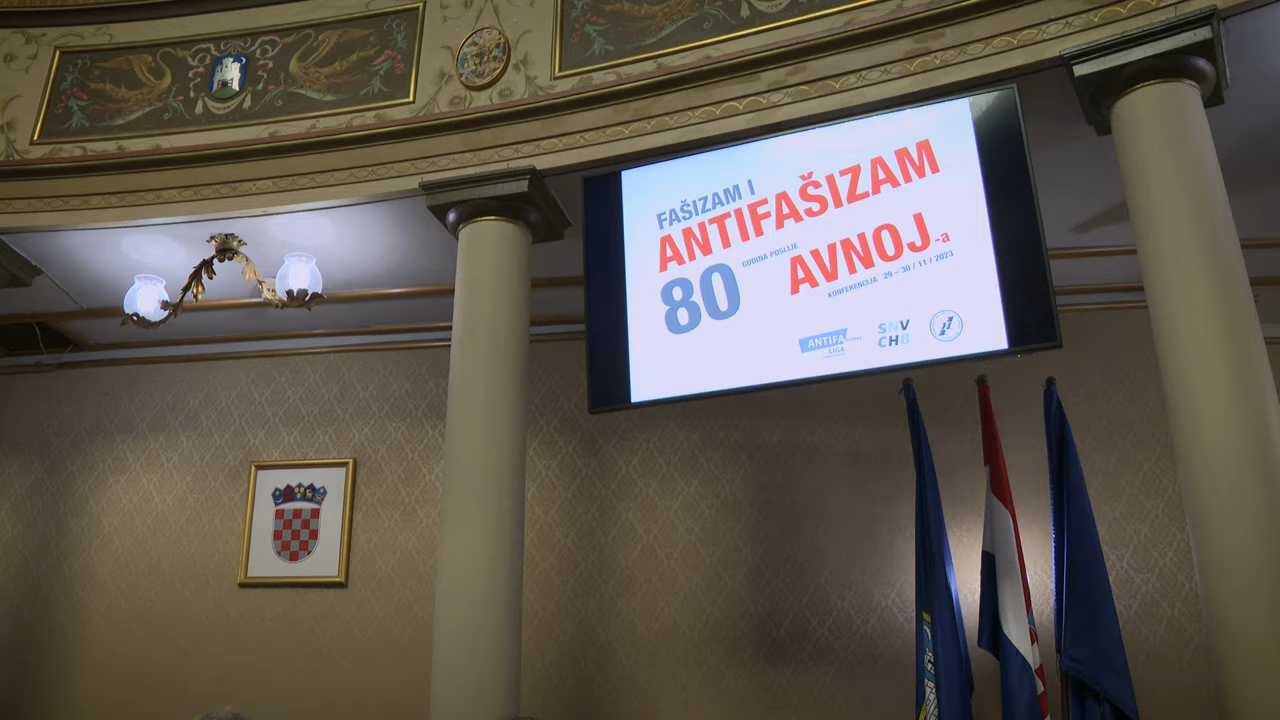 FAŠIZAM I
ANTIFAŠIZAM
80 GODINA POSLIJE AVNOJ-a
KONFERENCIJA 29 – 30 / 11 / 2023
ANTIFA
LIGA
SNV
CHB